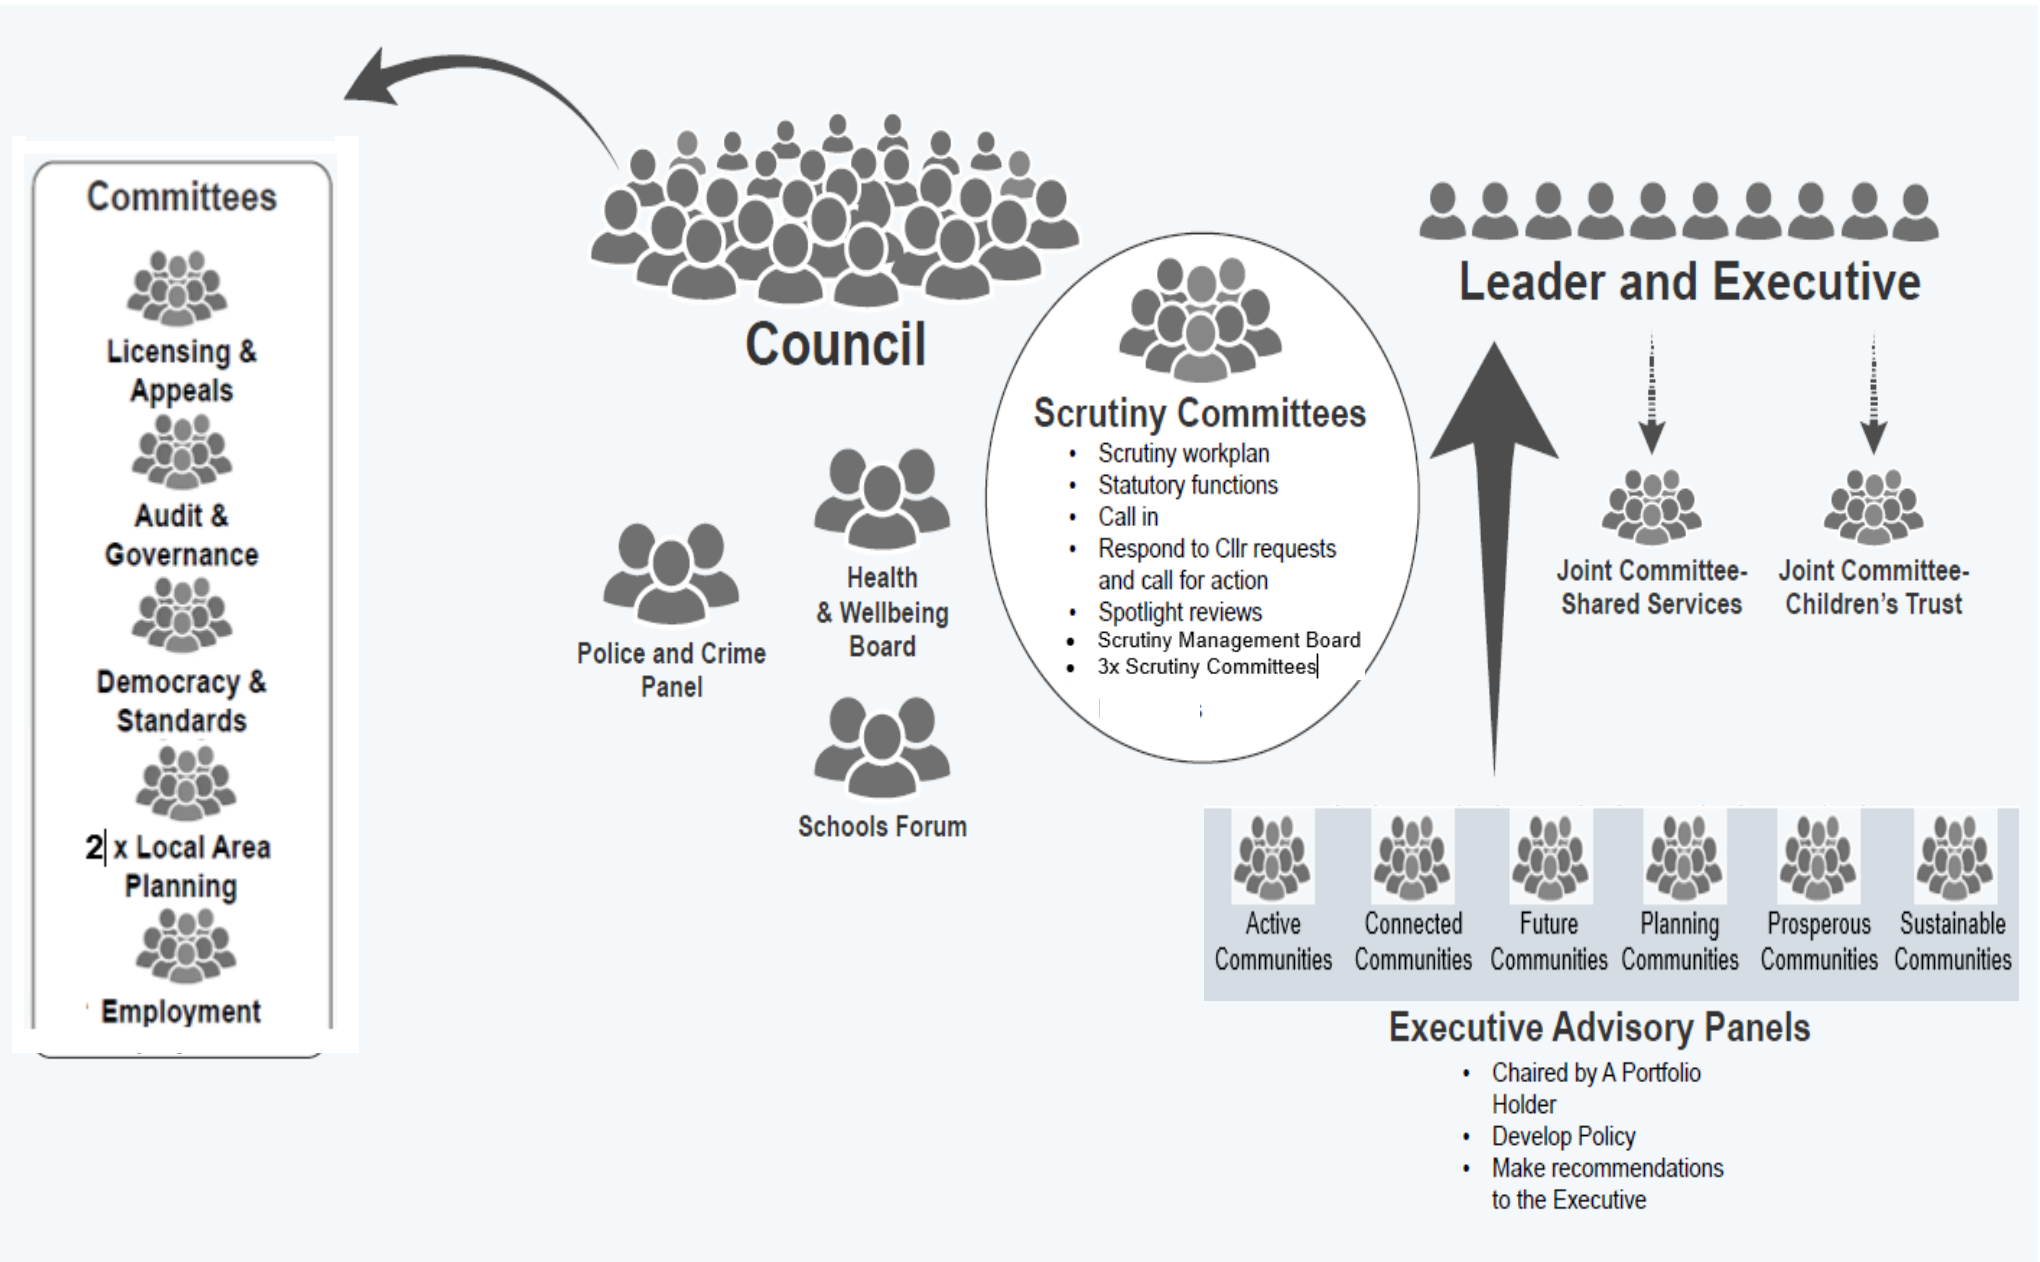 Committees
Licensing &
Appeals
Audit &
Governance
Democracy &
Standards
2 x Local Area
Planning
Employment
Council
Police and Crime
Panel
Health
& Wellbeing
Board
Schools Forum
Scrutiny Committees
• Scrutiny workplan
• Statutory functions
• Call in
• Respond to Cllr requests
and call for action
• Spotlight reviews
• Scrutiny Management Board
• 3x Scrutiny Committees
Leader and Executive
Joint Committee-
Shared Services
Joint Committee-
Children's Trust
Active
Communities
Connected
Communities
Future
Communities
Planning
Communities
Prosperous
Communities
Sustainable
Communities
Executive Advisory Panels
• Chaired by A Portfolio
Holder
• Develop Policy
• Make recommendations
to the Executive